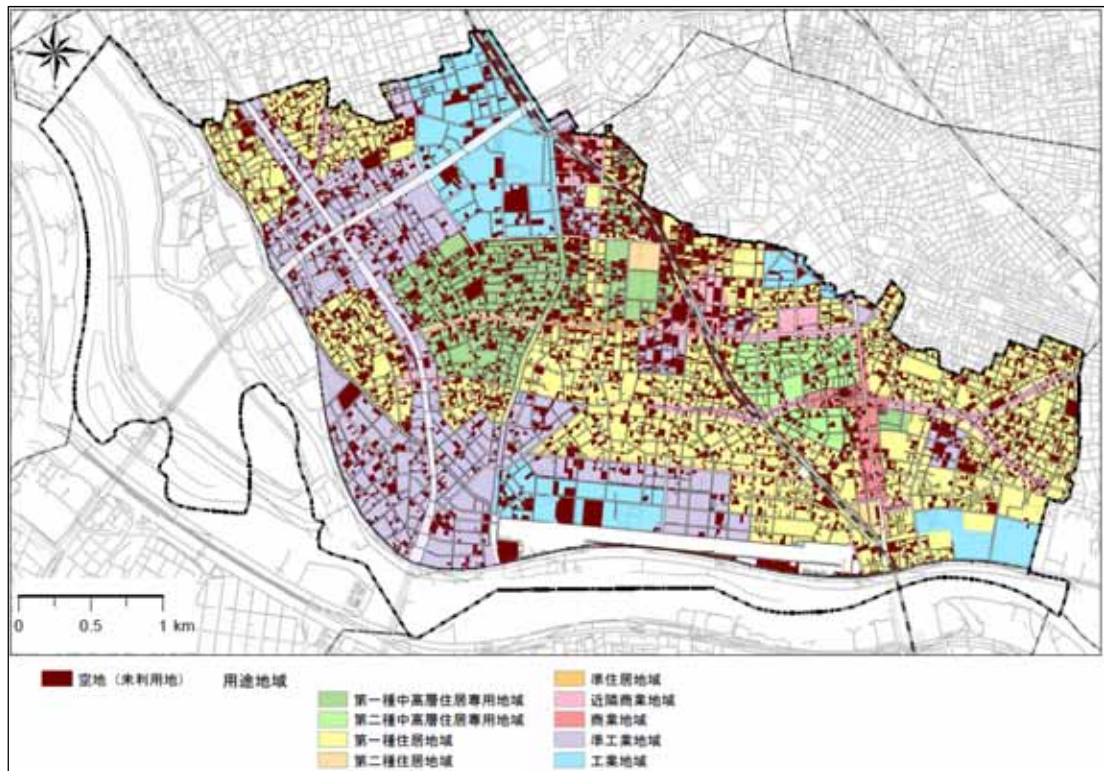 0 0.5 1 km
空地（未利用地）
用途地域
第一種中高層住居専用地域
第二種中高層住居専用地域
第一種住居地域
第二種住居地域
準住居地域
近隣商業地域
商業地域
準工業地域
工業地域